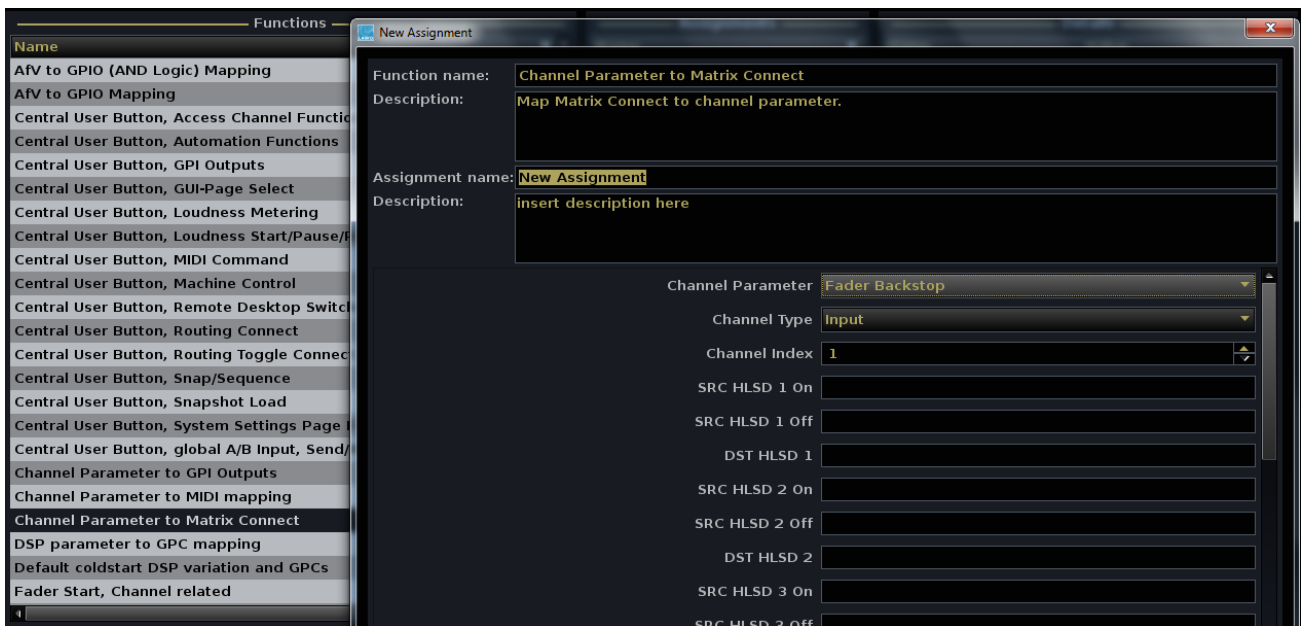 Functions
Name
AfV to GPIO (AND Logic) Mapping
AfV to GPIO Mapping
Central User Button, Access Channel Functio
Central User Button, Automation Functions
Central User Button, GPI Outputs
Central User Button, GUI-Page Select
Central User Button, Loudness Metering
Central User Button, Loudness Start/Pause/
Central User Button, MIDI Command
Central User Button, Machine Control
Central User Button, Remote Desktop Switc
Central User Button, Routing Connect
Central User Button, Routing Toggle Connec
Central User Button, Snap/Sequence
Central User Button, Snapshot Load
Central User Button, System Settings Page
Central User Button, global A/B Input, Send/
Channel Parameter to GPI Outputs
Channel Parameter to MIDI mapping
Channel Parameter to Matrix Connect
DSP parameter to GPC mapping
Default coldstart DSP variation and GPCs
Fader Start, Channel related
New Assignment
Function name: Channel Parameter to Matrix Connect
Description: Map Matrix Connect to channel parameter.
Assignment name: New Assignment
Description: insert description here
Channel Parameter Fader Backstop
Channel Type Input
Channel Index 1
SRC HLSD 1 On
SRC HLSD 1 Off
DST HLSD 1
SRC HLSD 2 On
SRC HLSD 2 Off
DST HLSD 2
SRC HLSD 3 On
SRC HLSD 3 Off